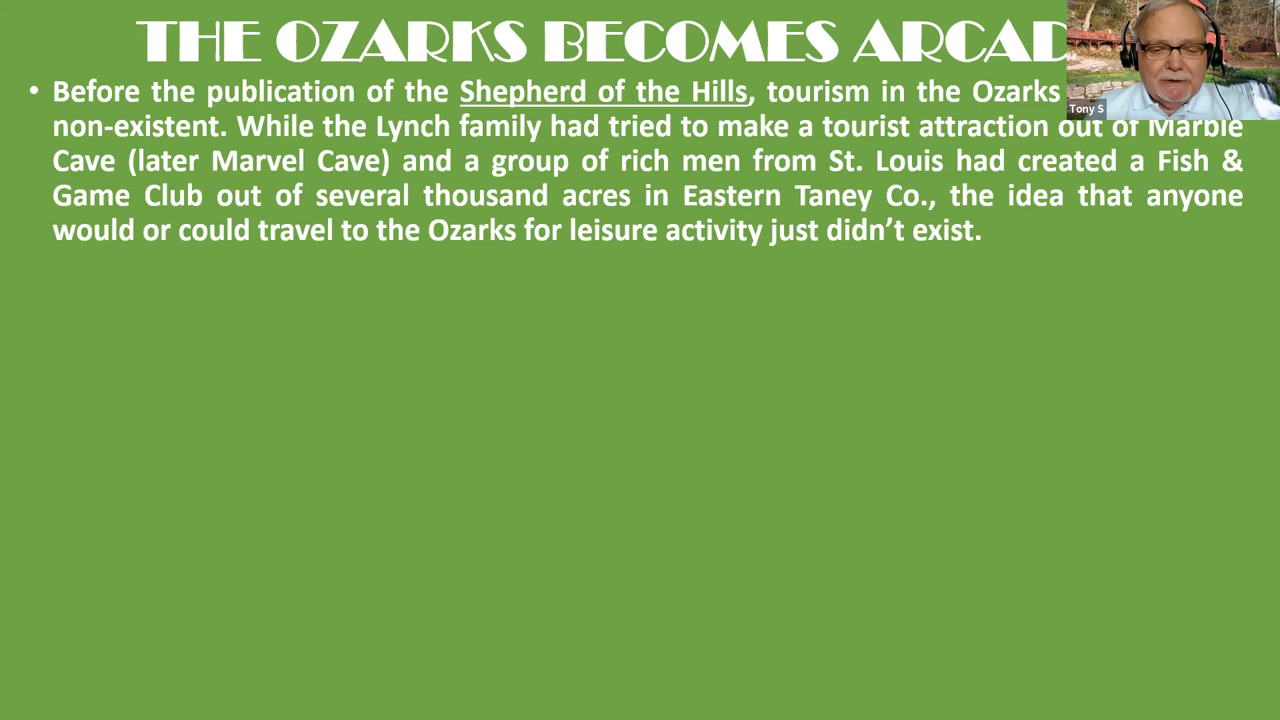 THE OZARKS BECOMES ARCAD
• Before the publication of the Shepherd of the Hills, tourism in the Ozarks
non-existent. While the Lynch family had tried to make a tourist attraction out of Marble
Cave (later Marvel Cave) and a group of rich men from St. Louis had created a Fish &
Game Club out of several thousand acres in Eastern Taney Co., the idea that anyone
would or could travel to the Ozarks for leisure activity just didn’t exist.
Tony S